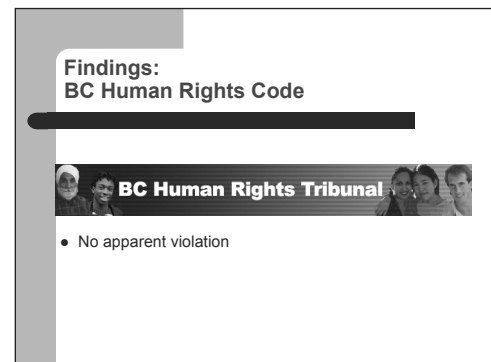 Findings:
BC Human Rights Code
BC Human Rights Tribunal
• No apparent violation